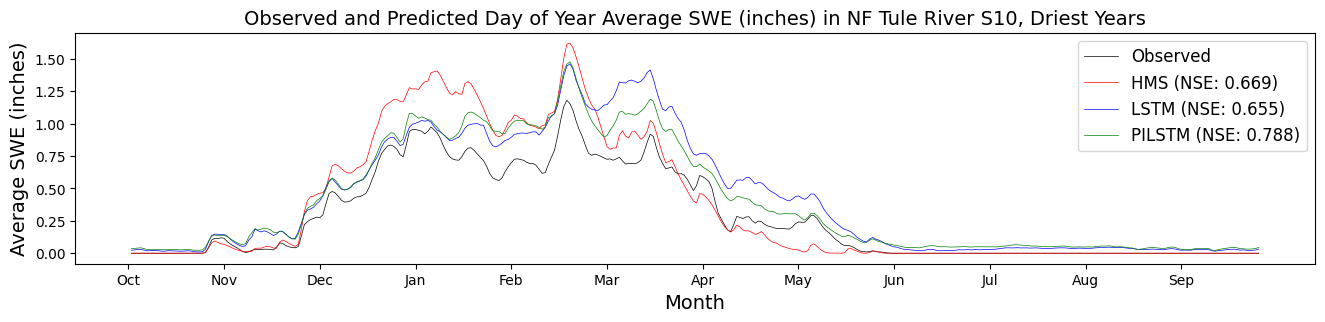 Observed and Predicted Day of Year Average SWE (inches) in NF Tule River S10, Driest Years
Average SWE (inches)
1.50
1.25
1.00
0.75
0.50
0.25
0.00
Observed
HMS (NSE: 0.669)
LSTM (NSE: 0.655)
PILSTM (NSE: 0.788)
Oct Nov Dec Jan Feb Mar Apr May Jun Jul Aug Sep
Month